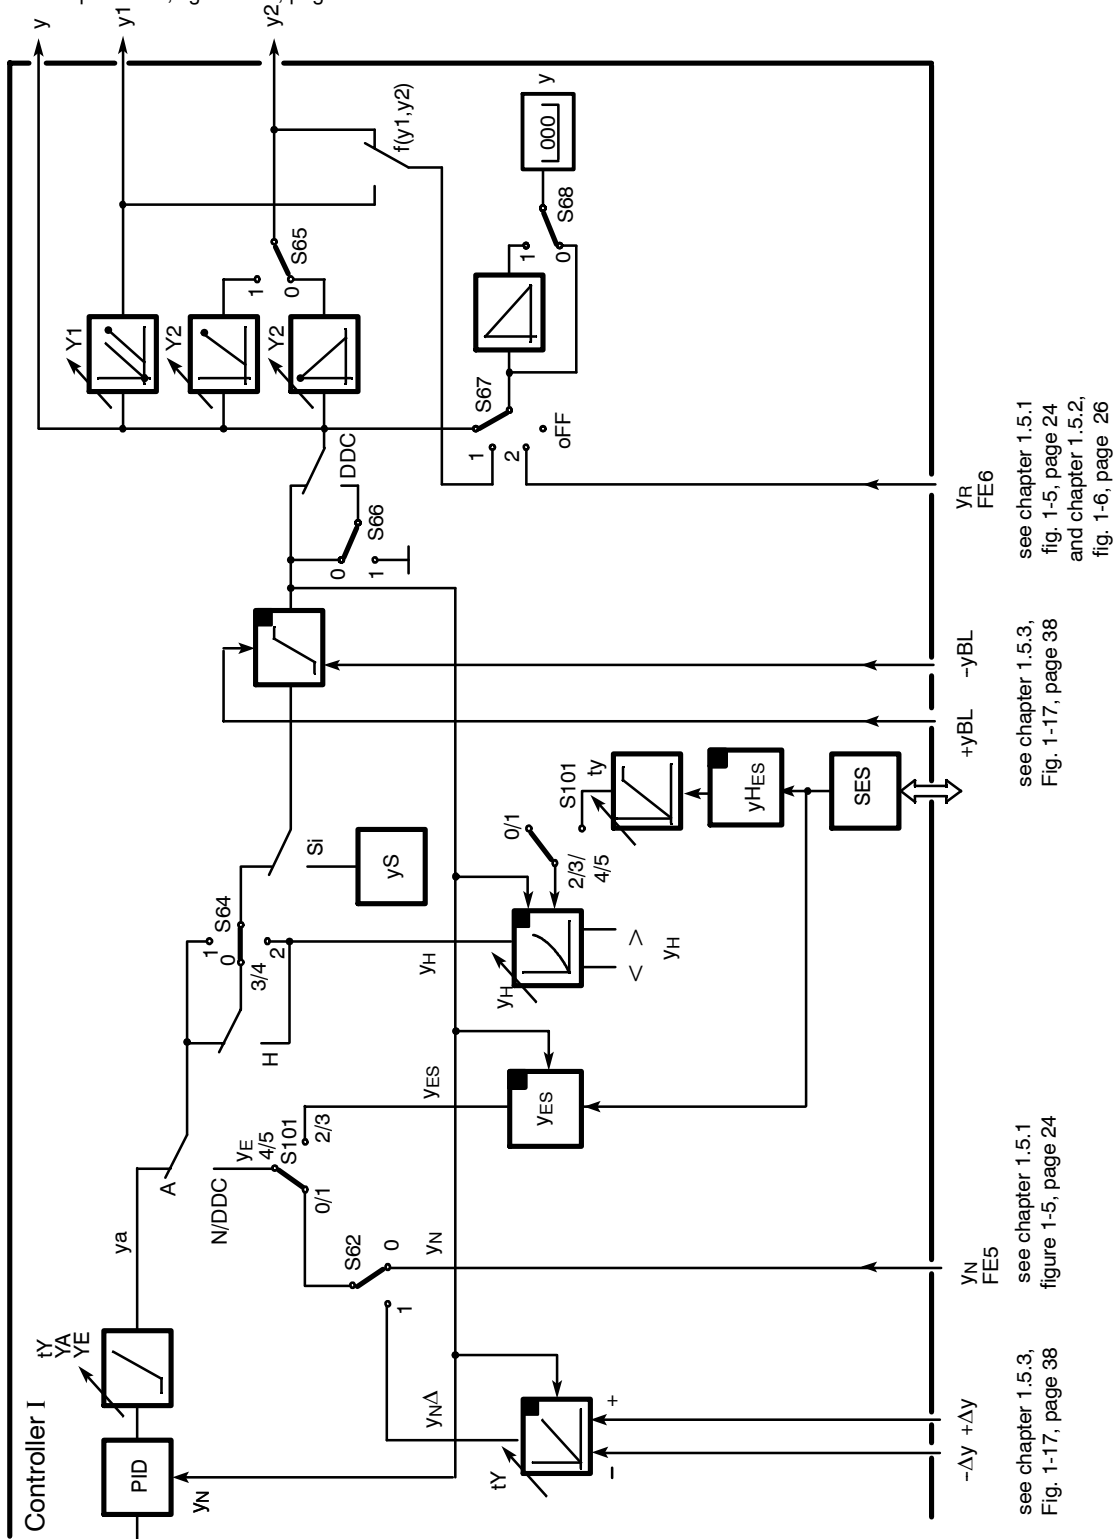 Controller I
PID
yN
tY
YA
YE
ya
A
N/DDC
yE
4/5
S101
0/1
2/3
S62
0
1
yN
yN∆
tY
+
−
yES
yES
H
S64
1
0
3/4
2
yH
yH
< >
yH
Si
yS
S101
0/1
2/3/
4/5
ty
yHES
SES
S66
0
1
DDC
Y1
Y2
Y2
S65
1
0
y
y1
y2
f(y1,y2)
S67
1
2
oFF
S68
1
0
000
y
−∆y +∆y
yN
FE5
+yBL
−yBL
yR
FE6
see chapter 1.5.3,
Fig. 1-17, page 38
see chapter 1.5.1
figure 1-5, page 24
see chapter 1.5.3,
Fig. 1-17, page 38
see chapter 1.5.1
fig. 1-5, page 24
and chapter 1.5.2,
fig. 1-6, page 26